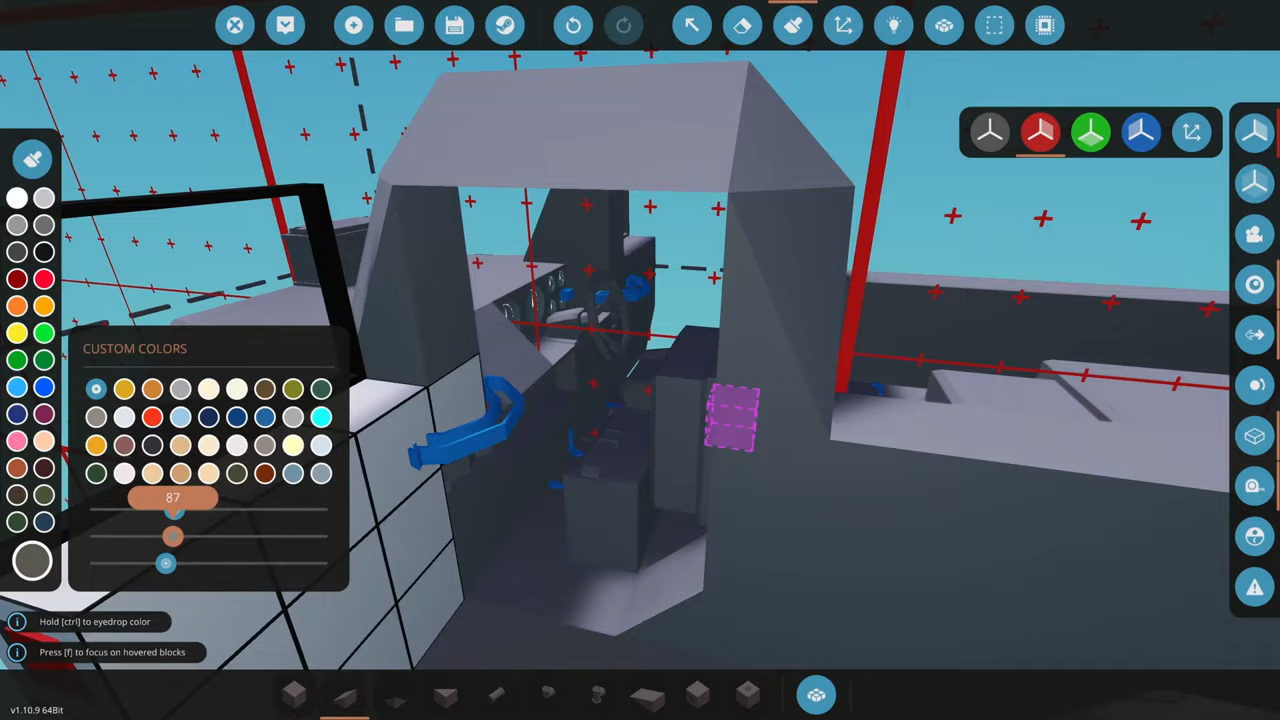 CUSTOM COLORS
87
Hold [ctrl] to eyedrop color
Press [f] to focus on hovered blocks
v1.10.9 64Bit